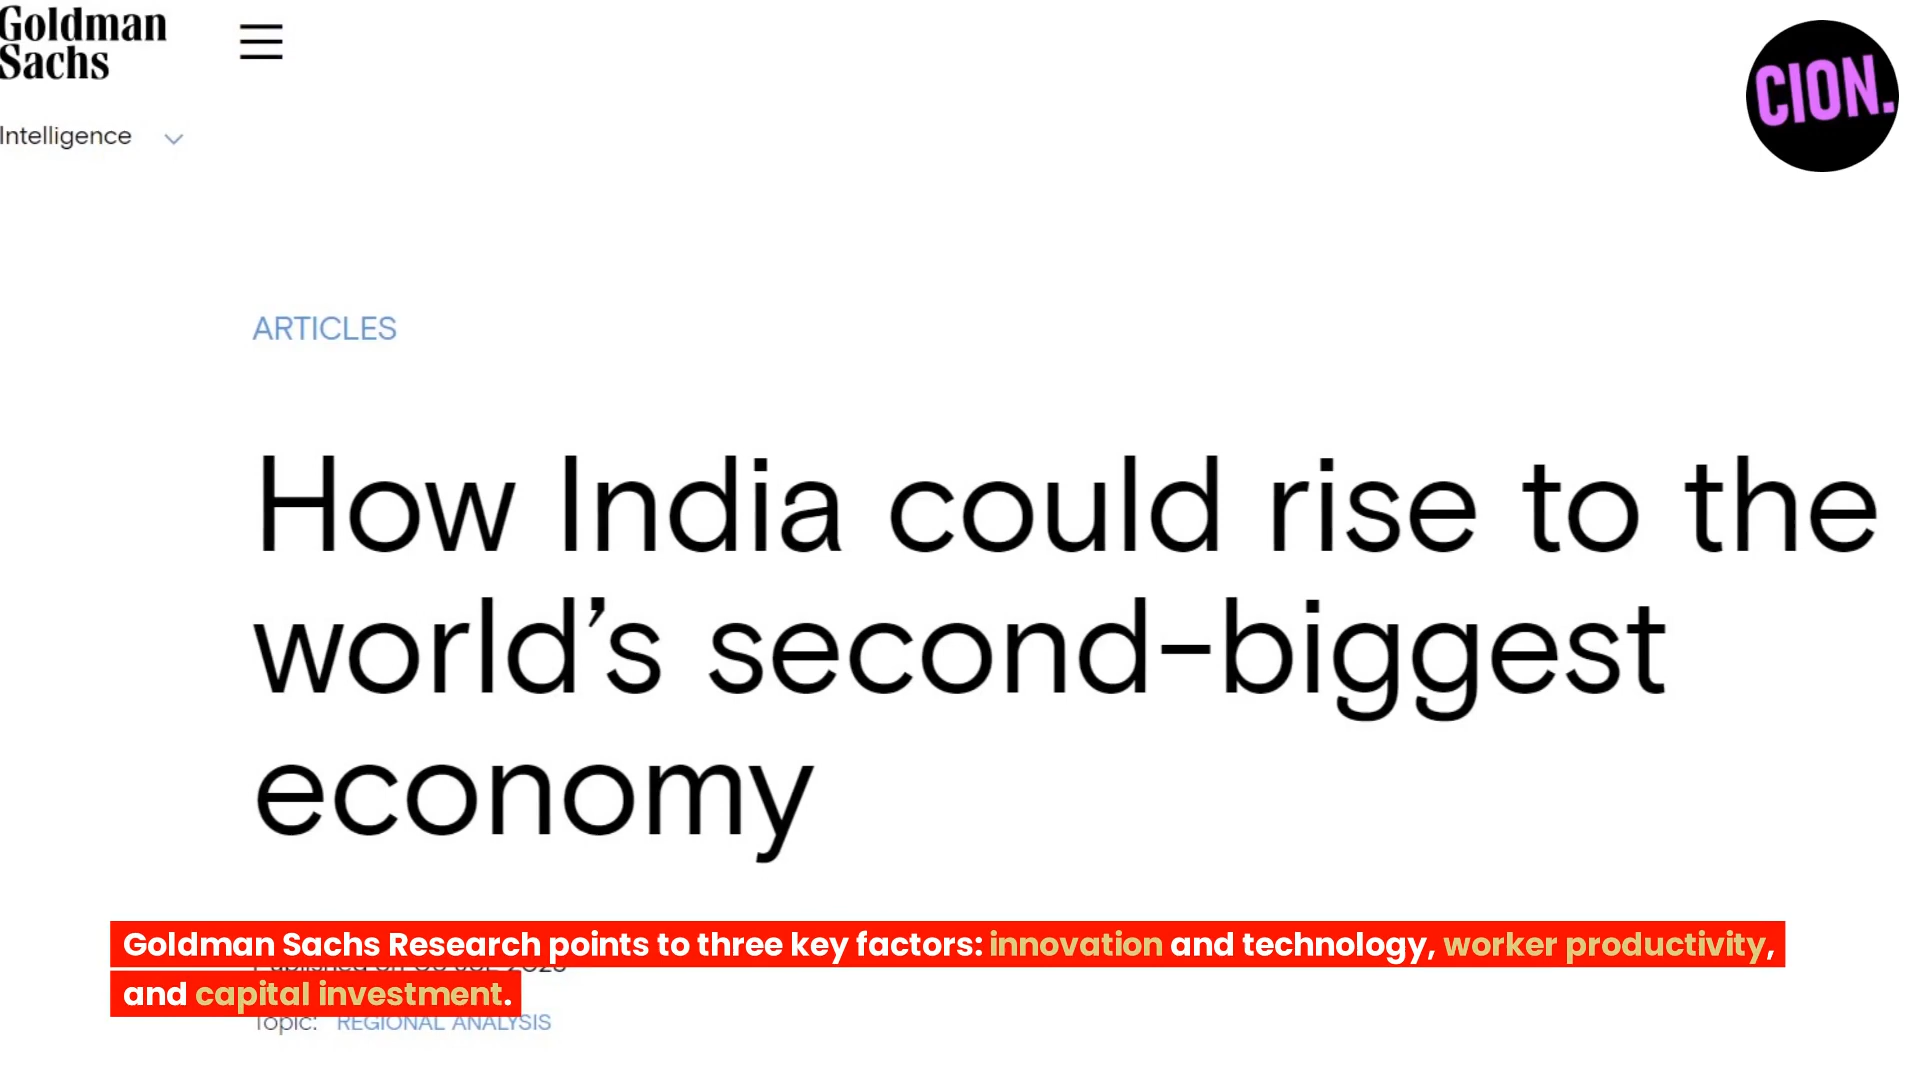 Goldman
Sachs
CION.
Intelligence
ARTICLES
How India could rise to the
world’s second-biggest
economy
Goldman Sachs Research points to three key factors: innovation and technology, worker productivity,
and capital investment.
Topic: REGIONAL ANALYSIS